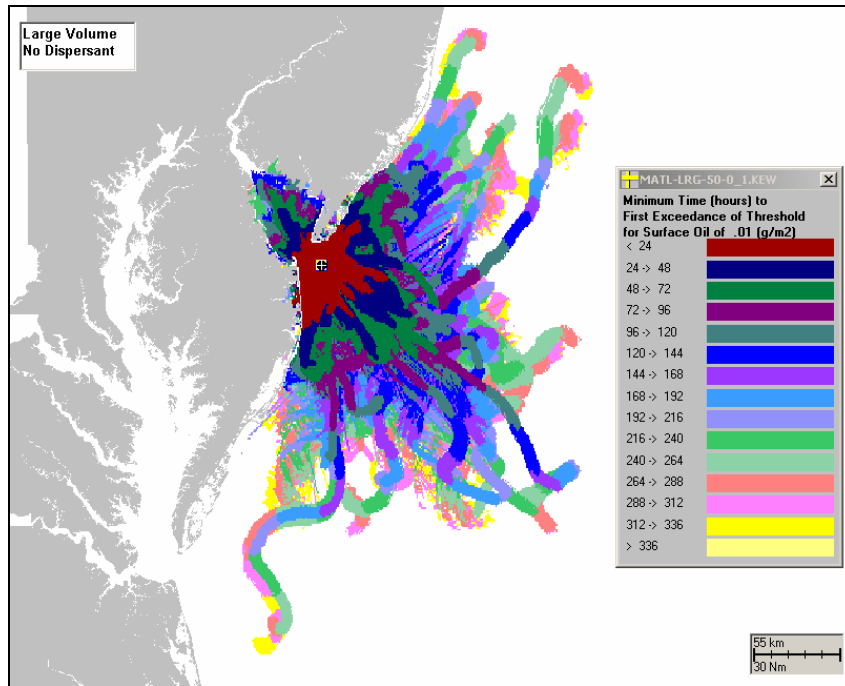 Large Volume
No Dispersant
MATL-LRG-50-0_1.KEW
Minimum Time (hours) to
First Exceedance of Threshold
for Surface Oil of .01 (g/m2)
< 24
24 -> 48
48 -> 72
72 -> 96
96 -> 120
120 -> 144
144 -> 168
168 -> 192
192 -> 216
216 -> 240
240 -> 264
264 -> 288
288 -> 312
312 -> 336
> 336
55 km
30 Nm